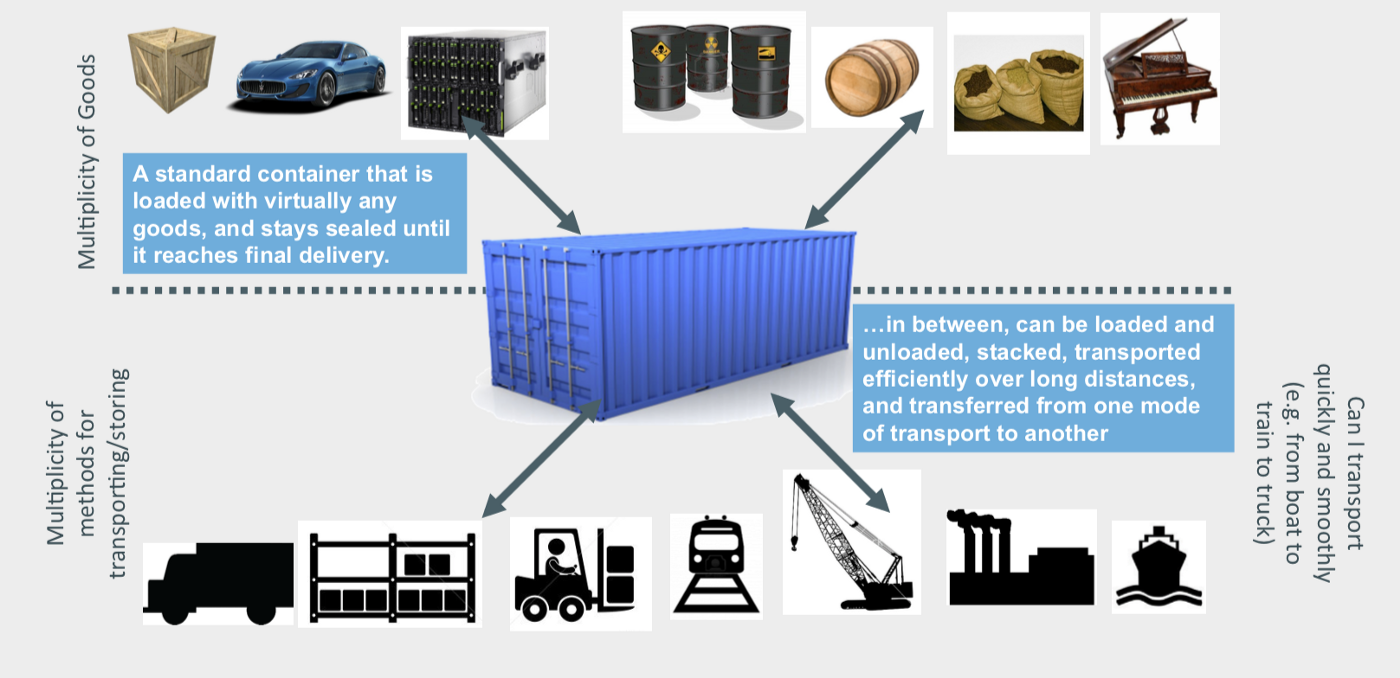 Multiplicity of Goods
A standard container that is
loaded with virtually any
goods, and stays sealed until
it reaches final delivery.
…in between, can be loaded and
unloaded, stacked, transported
efficiently over long distances,
and transferred from one mode
of transport to another
Multiplicity of
methods for
transporting/storing
Can I transport
quickly and smoothly
(e.g. from boat to
train to truck)